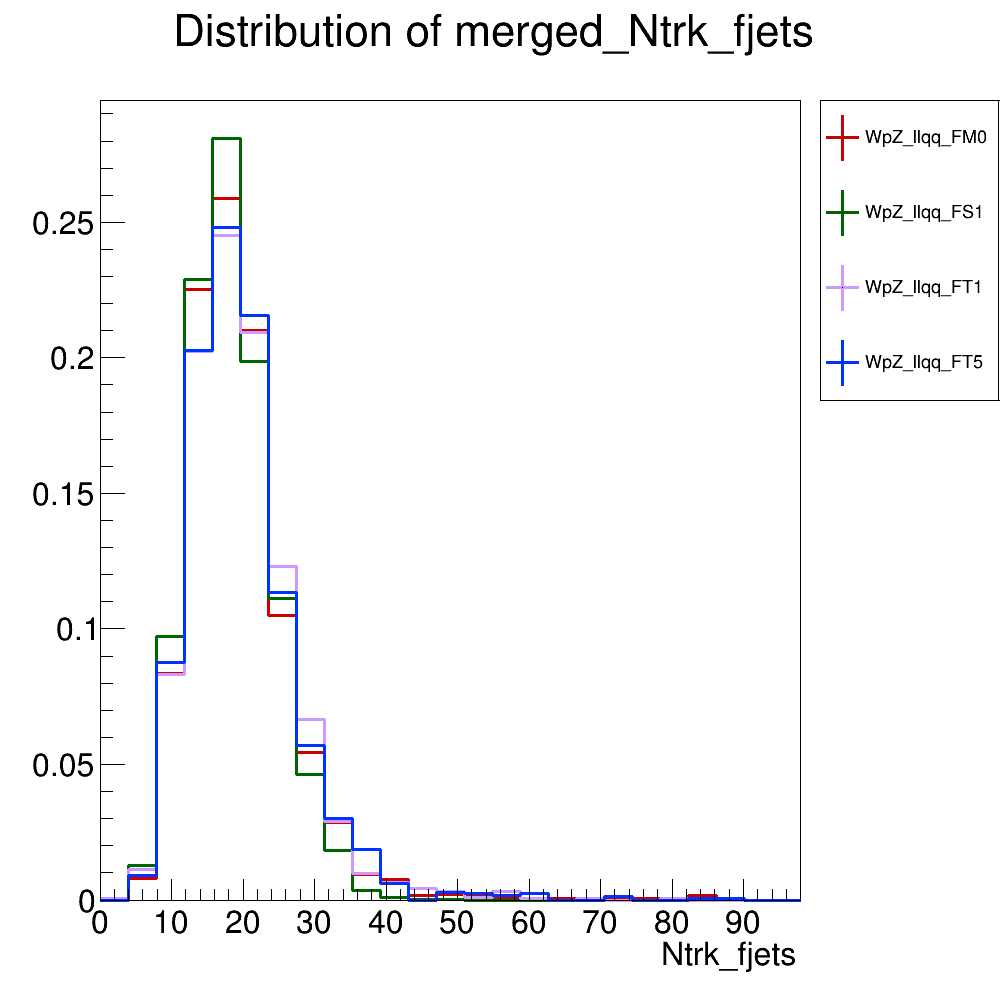 Distribution of merged_Ntrk_fjets
WpZ_llqq_FM0
WpZ_llqq_FS1
WpZ_llqq_FT1
WpZ_llqq_FT5
0.25
0.2
0.15
0.1
0.05
0
0 10 20 30 40 50 60 70 80 90
Ntrk_fjets